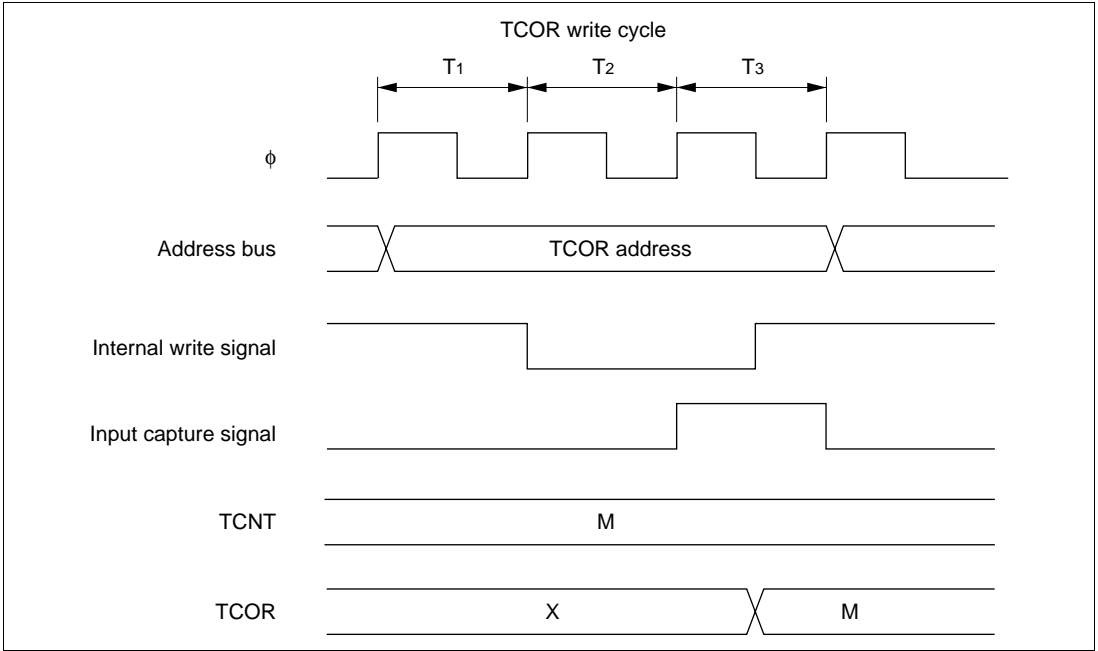 TCOR write cycle
T1 T2 T3
ϕ
Address bus TCOR address
Internal write signal
Input capture signal
TCNT M
TCOR X M